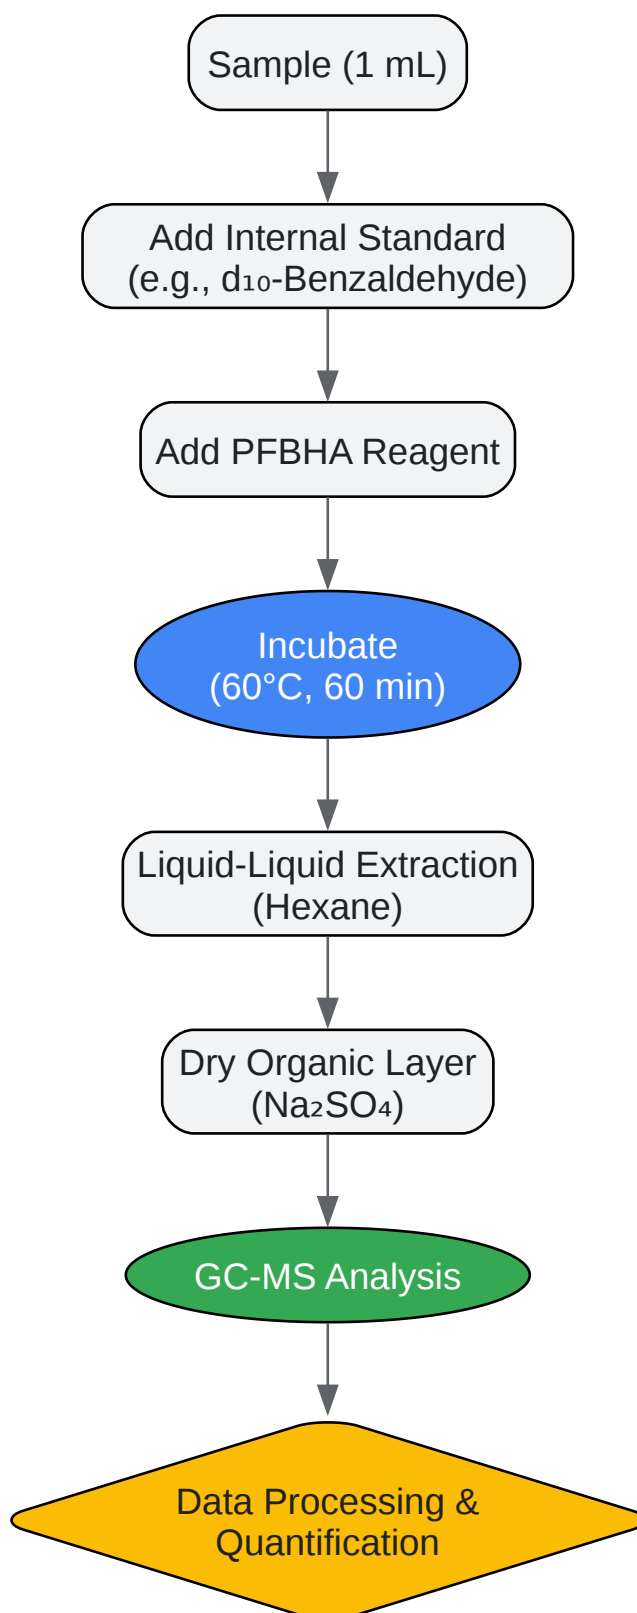 Sample (1 mL)
Add Internal Standard
(e.g., d₁₀-Benzaldehyde)
Add PFBHA Reagent
Incubate
(60°C, 60 min)
Liquid-Liquid Extraction
(Hexane)
Dry Organic Layer
(Na₂SO₄)
GC-MS Analysis
Data Processing &
Quantification